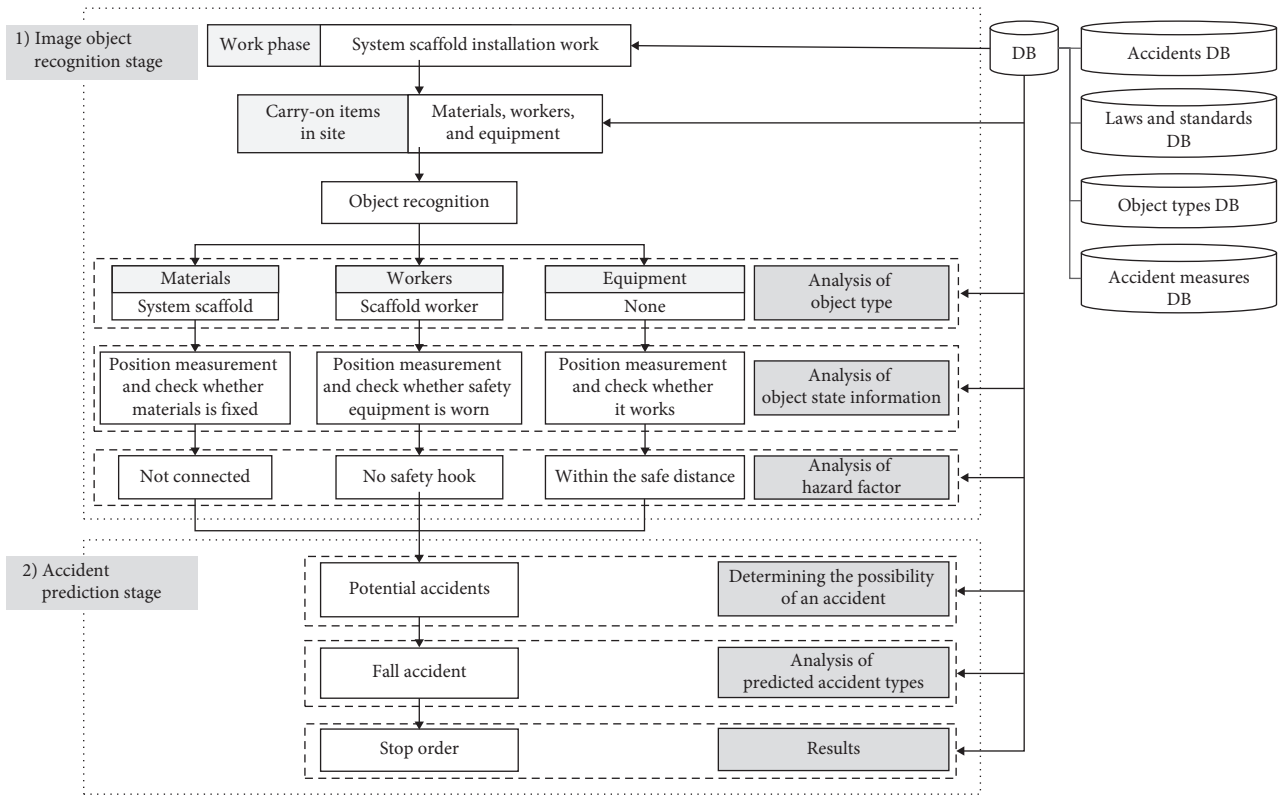 1) Image object
recognition stage
Work phase
System scaffold installation work
DB
Accidents DB
Carry-on items
in site
Materials, workers,
and equipment
Laws and standards
DB
Object recognition
Object types DB
Materials
Workers
Equipment
Analysis of
object type
System scaffold
Scaffold worker
None
Accident measures
DB
Position measurement
and check whether
materials is fixed
Position measurement
and check whether safety
equipment is worn
Position measurement
and check whether
it works
Analysis of
object state information
Not connected
No safety hook
Within the safe distance
Analysis of
hazard factor
2) Accident
prediction stage
Potential accidents
Determining the possibility
of an accident
Fall accident
Analysis of
predicted accident types
Stop order
Results